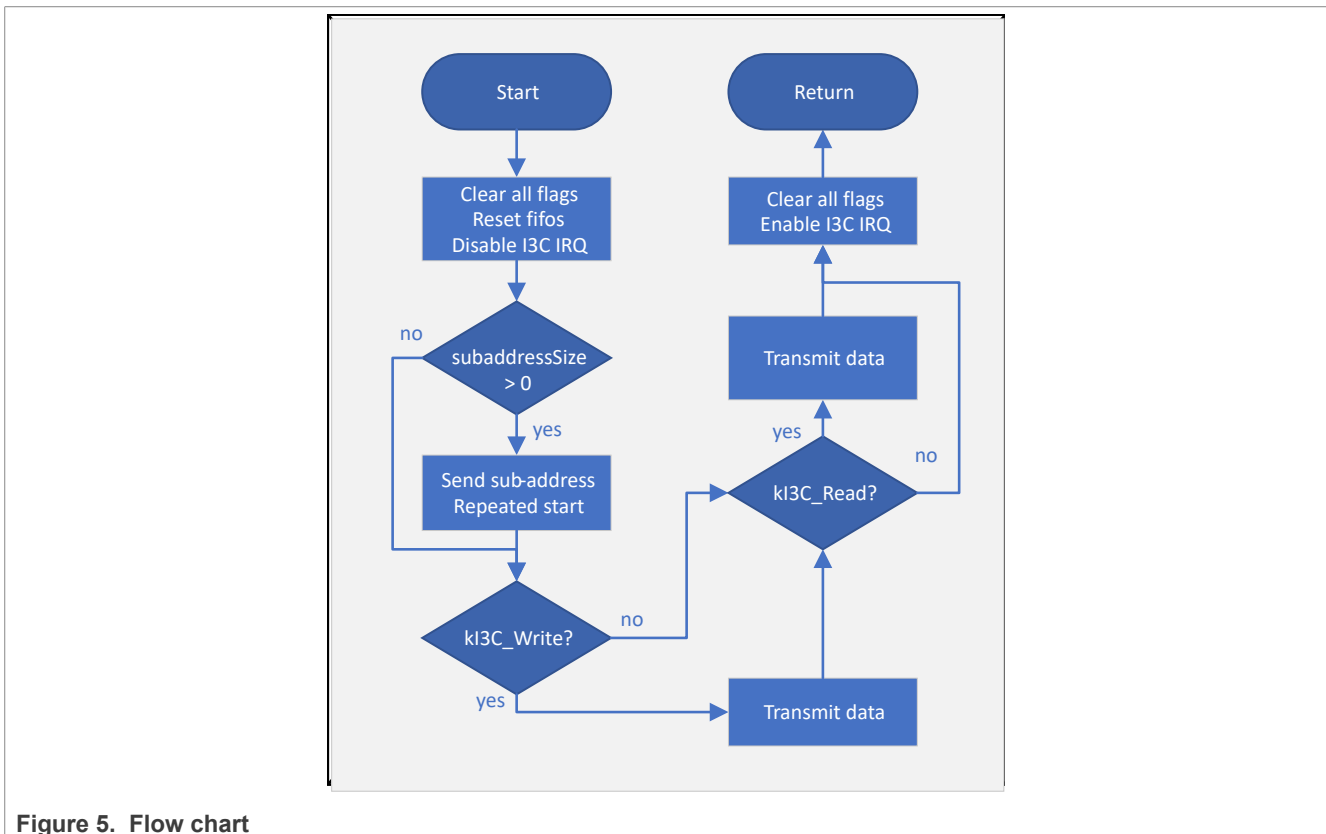 Start
Clear all flags
Reset fifos
Disable I3C IRQ
no
subaddressSize
> 0
yes
Send sub-address
Repeated start
kI3C_Write?
no
yes
Return
Clear all flags
Enable I3C IRQ
Transmit data
yes
no
kI3C_Read?
Transmit data
Figure 5. Flow chart